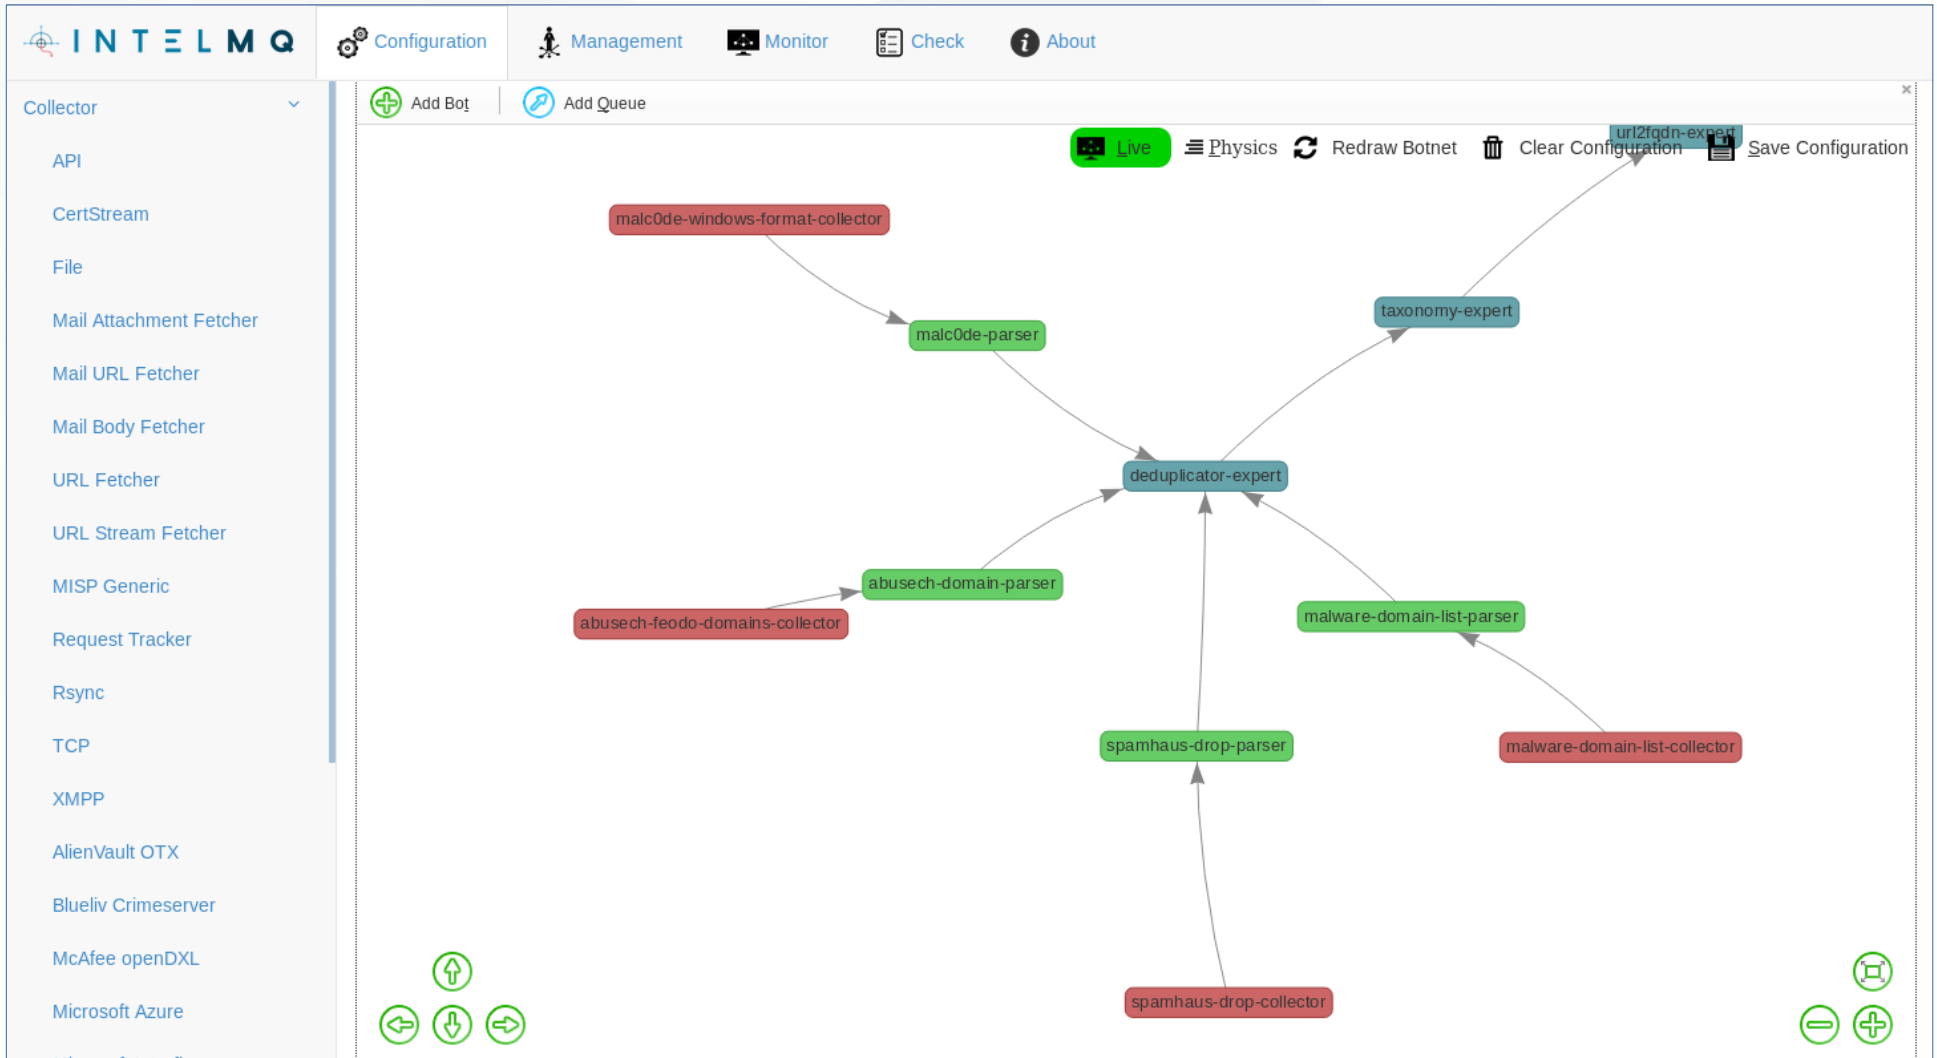 INTELMQ
Configuration
Management
Monitor
Check
About
Collector
API
CertStream
File
Mail Attachment Fetcher
Mail URL Fetcher
Mail Body Fetcher
URL Fetcher
URL Stream Fetcher
MISP Generic
Request Tracker
Rsync
TCP
XMPP
AlienVault OTX
Blueliv Crimeserver
McAfee openDXL
Microsoft Azure
Add Bot
Add Queue
Live
Physics
Redraw Botnet
Clear Configuration
Save Configuration
url2fqdn-expert
malc0de-windows-format-collector
taxonomy-expert
malc0de-parser
deduplicator-expert
abusech-domain-parser
abusech-feodo-domains-collector
malware-domain-list-parser
spamhaus-drop-parser
malware-domain-list-collector
spamhaus-drop-collector